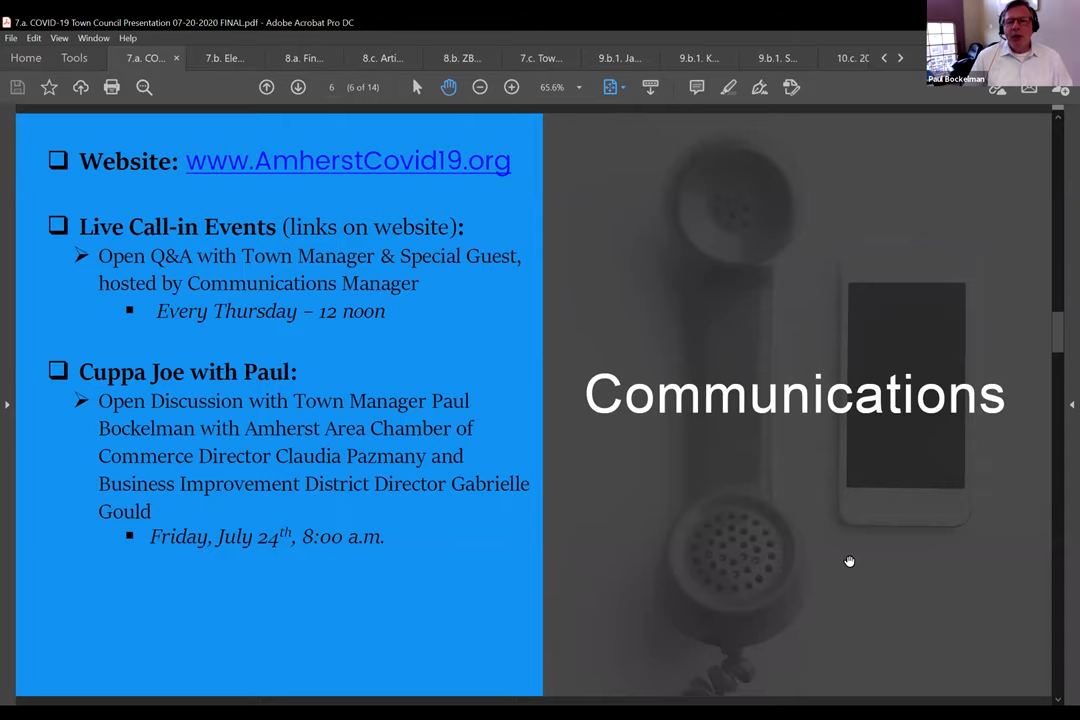 7.a. COVID-19 Town Council Presentation 07-20-2020 FINAL.pdf - Adobe Acrobat Pro DC
File Edit View Window Help
Home Tools 7.a. CO... × 7.b. Ele... 8.a. Fin... 8.c. Arti... 8.b. ZB... 7.c. Tow... 9.b.1. Ja... 9.b.1. K... 9.b.1. S... 10.c. 20
6 (6 of 14) 65.6%
Paul Bockelman
Website: www.AmherstCovid19.org
Live Call-in Events (links on website):
Open Q&A with Town Manager & Special Guest,
hosted by Communications Manager
Every Thursday – 12 noon
Cuppa Joe with Paul:
Open Discussion with Town Manager Paul
Bockelman with Amherst Area Chamber of
Commerce Director Claudia Pazmany and
Business Improvement District Director Gabrielle
Gould
Friday, July 24th, 8:00 a.m.
Communications